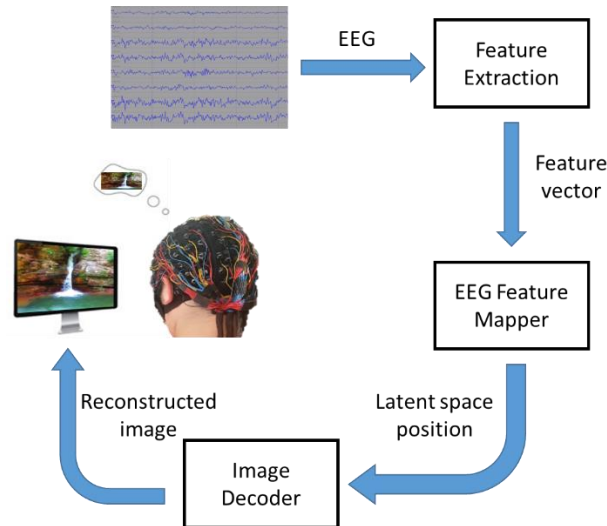 EEG
Feature
Extraction
Feature
vector
EEG Feature
Mapper
Latent space
position
Image
Decoder
Reconstructed
image